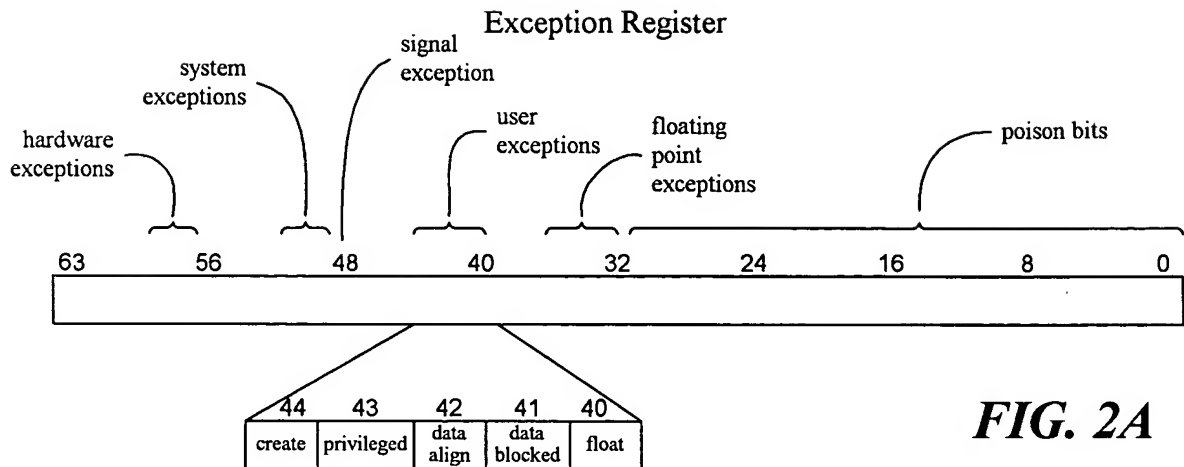 Exception Register
signal
exception
system
exceptions
user
exceptions
floating
point
exceptions
poison bits
hardware
exceptions
63 56 48 40 32 24 16 8 0
44 43 42 41 40
create privileged data align data blocked float
FIG. 2A